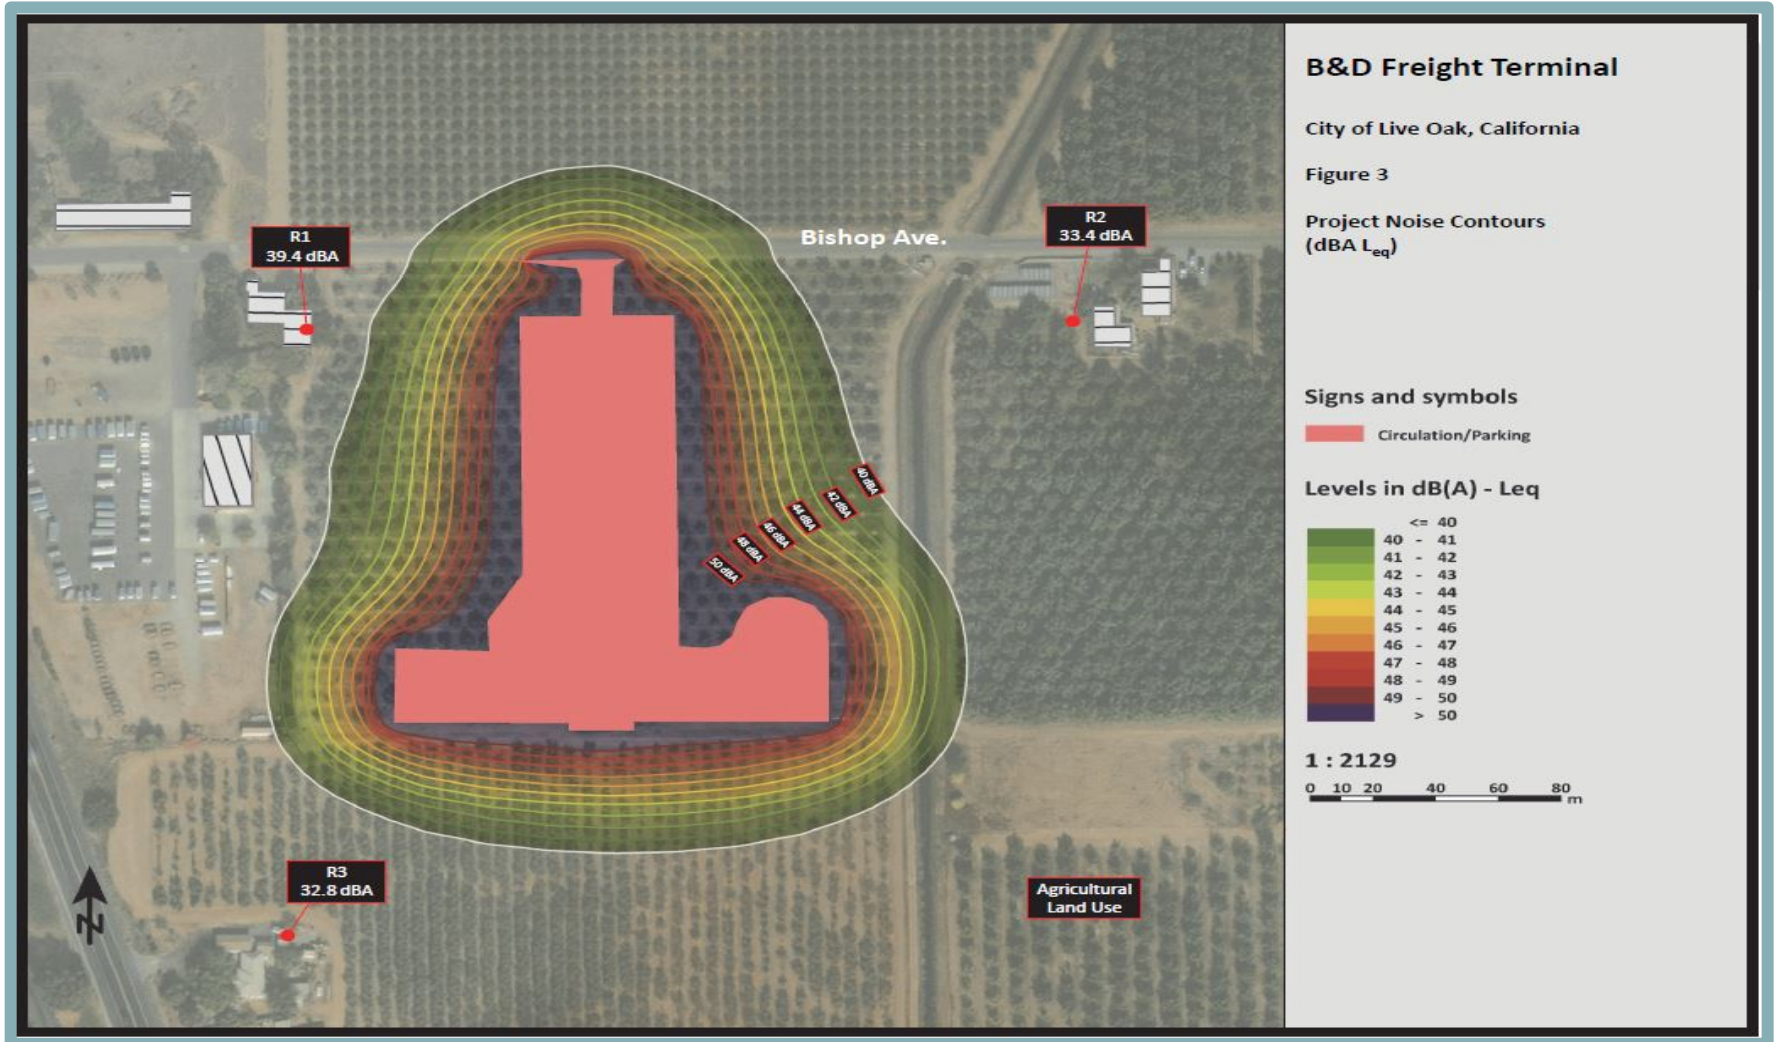 B&D Freight Terminal
City of Live Oak, California
Figure 3
Project Noise Contours
(dBA Leq)
R1
39.4 dBA
Bishop Ave.
R2
33.4 dBA
40 dBA
42 dBA
44 dBA
46 dBA
48 dBA
50 dBA
R3
32.8 dBA
Agricultural
Land Use
N
Signs and symbols
Circulation/Parking
Levels in dB(A) - Leq
<= 40
40 - 41
41 - 42
42 - 43
43 - 44
44 - 45
45 - 46
46 - 47
47 - 48
48 - 49
49 - 50
> 50
1 : 2129
0 10 20 40 60 80
m